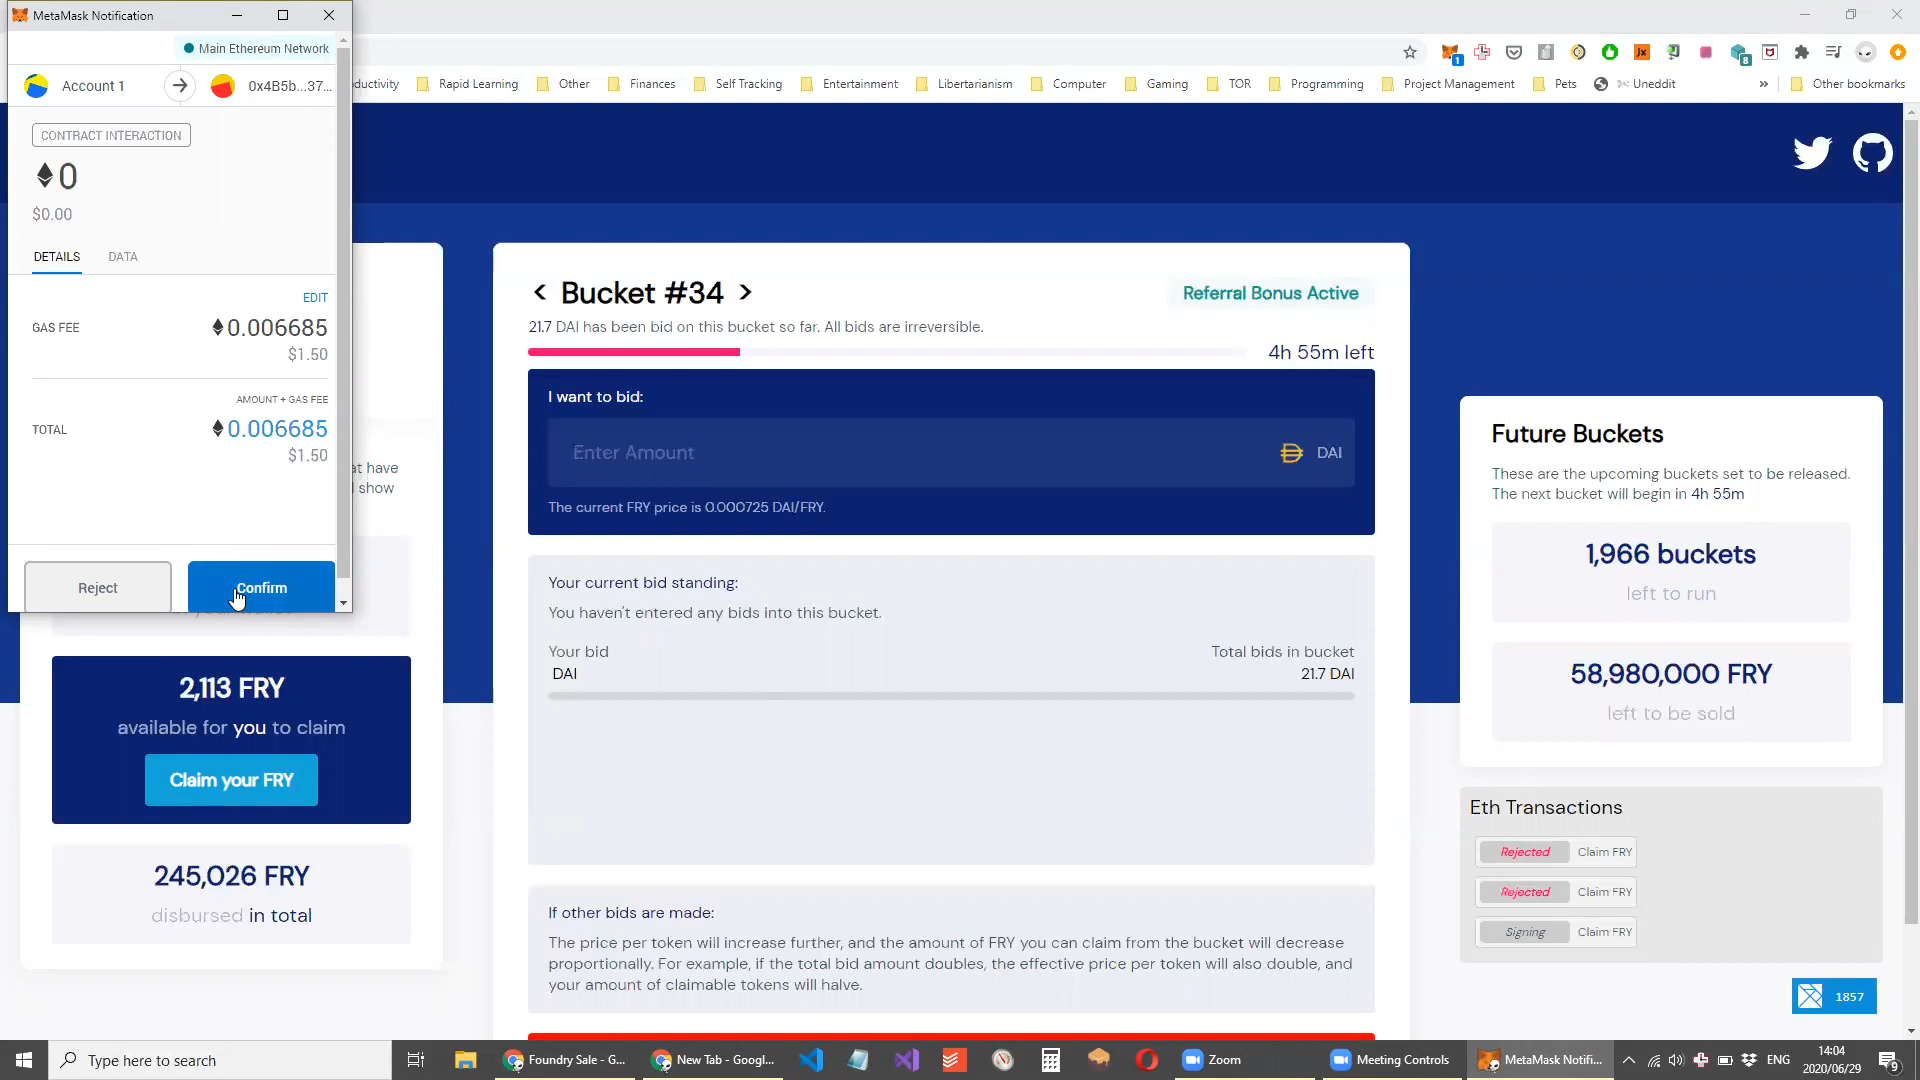 MetaMask Notification
Main Ethereum Network
Account 1
0x4B5b...37...
CONTRACT INTERACTION
0
$0.00
DETAILS
DATA
EDIT
GAS FEE
0.006685
$1.50
AMOUNT + GAS FEE
TOTAL
0.006685
$1.50
Reject
Confirm
1
8
ductivity
Rapid Learning
Other
Finances
Self Tracking
Entertainment
Libertarianism
Computer
Gaming
TOR
Programming
Project Management
Pets
Uneddit
»
Other bookmarks
at have
show
2,113 FRY
available for you to claim
Claim your FRY
245,026 FRY
disbursed in total
< Bucket #34 >
Referral Bonus Active
21.7 DAI has been bid on this bucket so far. All bids are irreversible.
4h 55m left
I want to bid:
Enter Amount
DAI
The current FRY price is 0.000725 DAI/FRY.
Your current bid standing:
You haven't entered any bids into this bucket.
Your bid
Total bids in bucket
DAI
21.7 DAI
If other bids are made:
The price per token will increase further, and the amount of FRY you can claim from the bucket will decrease
proportionally. For example, if the total bid amount doubles, the effective price per token will also double, and
your amount of claimable tokens will halve.
Future Buckets
These are the upcoming buckets set to be released.
The next bucket will begin in 4h 55m
1,966 buckets
left to run
58,980,000 FRY
left to be sold
Eth Transactions
Rejected Claim FRY
Rejected Claim FRY
Signing Claim FRY
1857
Type here to search
Foundry Sale - G...
New Tab - Googl...
Zoom
Meeting Controls
MetaMask Notifi...
ENG
14:04
2020/06/29
9